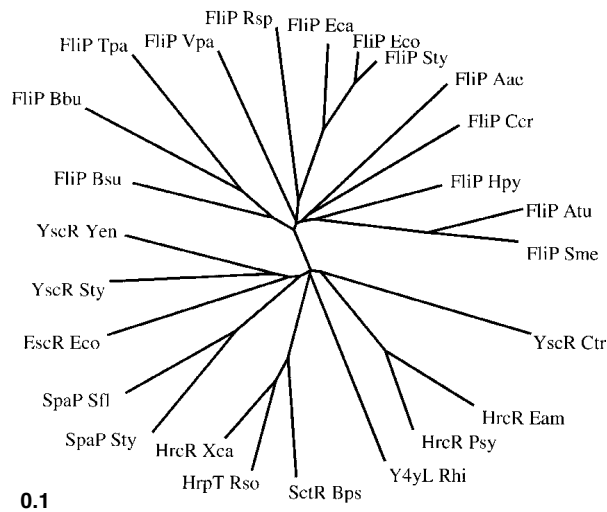 FliP Rsp
FliP Eca
FliP Eco
FliP Sty
FliP Tpa
FliP Vpa
FliP Aae
FliP Bbu
FliP Ccr
FliP Bsu
FliP Hpy
FliP Atu
YscR Yen
FliP Sme
YscR Sty
EscR Eco
YscR Ctr
SpaP Sfl
HrcR Eam
SpaP Sty
HrcR Xca
HrcR Psy
HrpT Rso
SctR Bps
Y4yL Rhi
0.1